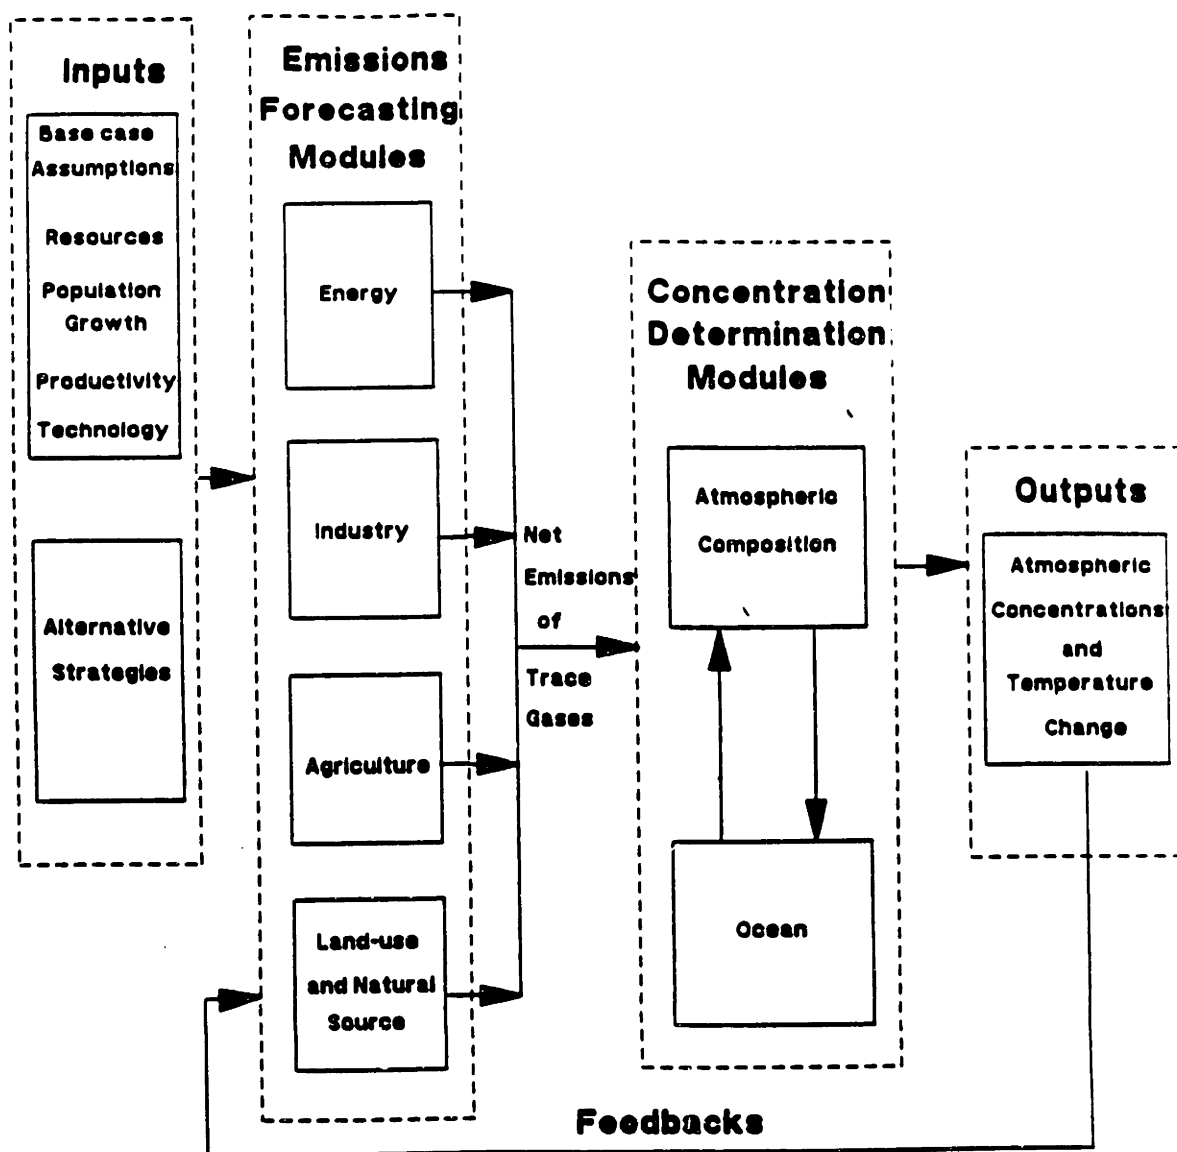 Inputs
Base case
Assumptions
Resources
Population
Growth
Productivity
Technology
Alternative
Strategies
Emissions
Forecasting
Modules
Energy
Industry
Agriculture
Land-use
and Natural
Source
Net
Emissions
of
Trace
Gases
Concentration
Determination
Modules
Atmospheric
Composition
Ocean
Outputs
Atmospheric
Concentrations
and
Temperature
Change
Feedbacks